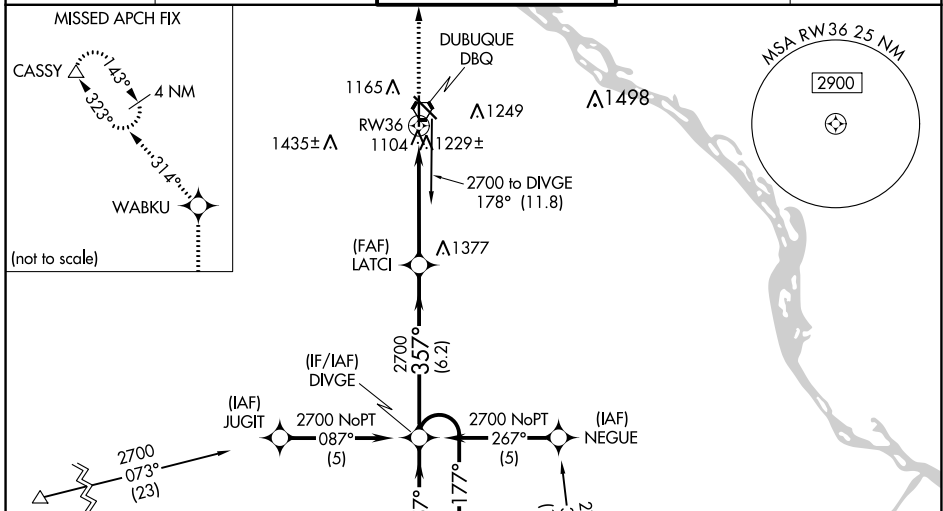 MISSED APCH FIX
CASSY
143°
4 NM
323°
314°
WABKU
(not to scale)
DUBUQUE
DBQ
1165
1249
1498
RW36
1435±
1104
1229±
2700 to DIVGE
178° (11.8)
MSA RW36 25 NM
2900
(FAF)
LATCI
1377
2700
357°
(6.2)
(IF/IAF)
DIVGE
(IAF)
JUGIT
2700 NoPT
087°
(5)
2700 NoPT
267°
(5)
(IAF)
NEGUE
2700
073°
(23)
7°
177°